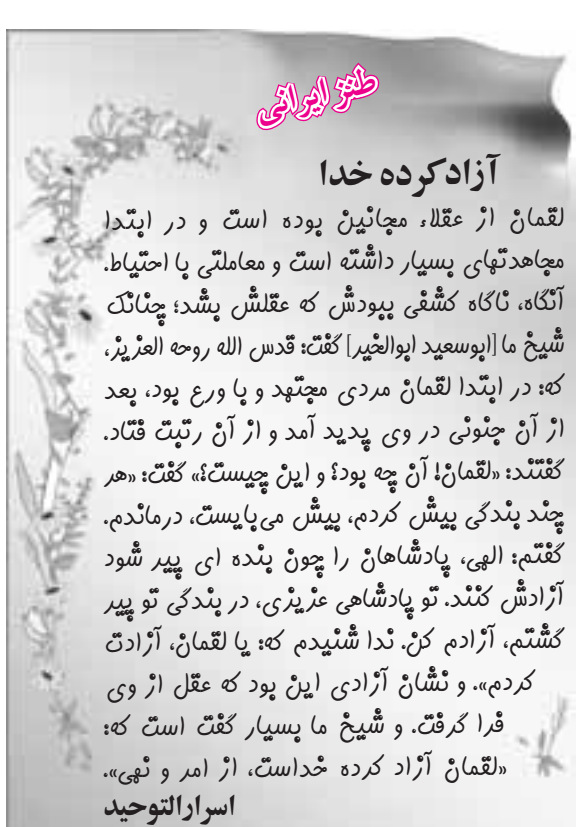 طنز ایرانی
آزادکرده خدا
لقمان از عقلاء مجانین بوده است و در ابتدا
مجاهدتهای بسیار داشته است و معاملتی با احتیاط.
آنگاه، ناگاه کشفی ببودش که عقلش بشد؛ چنانک
شیخ ما [ابوسعید ابوالخیر] گفت: قدس الله روحه العزیز،
که: در ابتدا لقمان مردی مجتهد و با ورع بود، بعد
از آن جنونی در وی پدید آمد و از آن رتبت فتاد.
گفتند: «لقمان! آن چه بود؟ و این چیست؟» گفت: «هر
چند بندگی بیش کردم، بیش می‌بایست، درماندم.
گفتم: الهی، پادشاهان را چون بنده ای پیر شود
آزادش کنند. تو پادشاهی عزیزی، در بندگی تو پیر
گشتم، آزادم کن. ندا شنیدم که: یا لقمان، آزادت
کردم». و نشان آزادی این بود که عقل از وی
فرا گرفت. و شیخ ما بسیار گفت است که:
«لقمان آزاد کرده خداست، از امر و نهی».
اسرارالتوحید